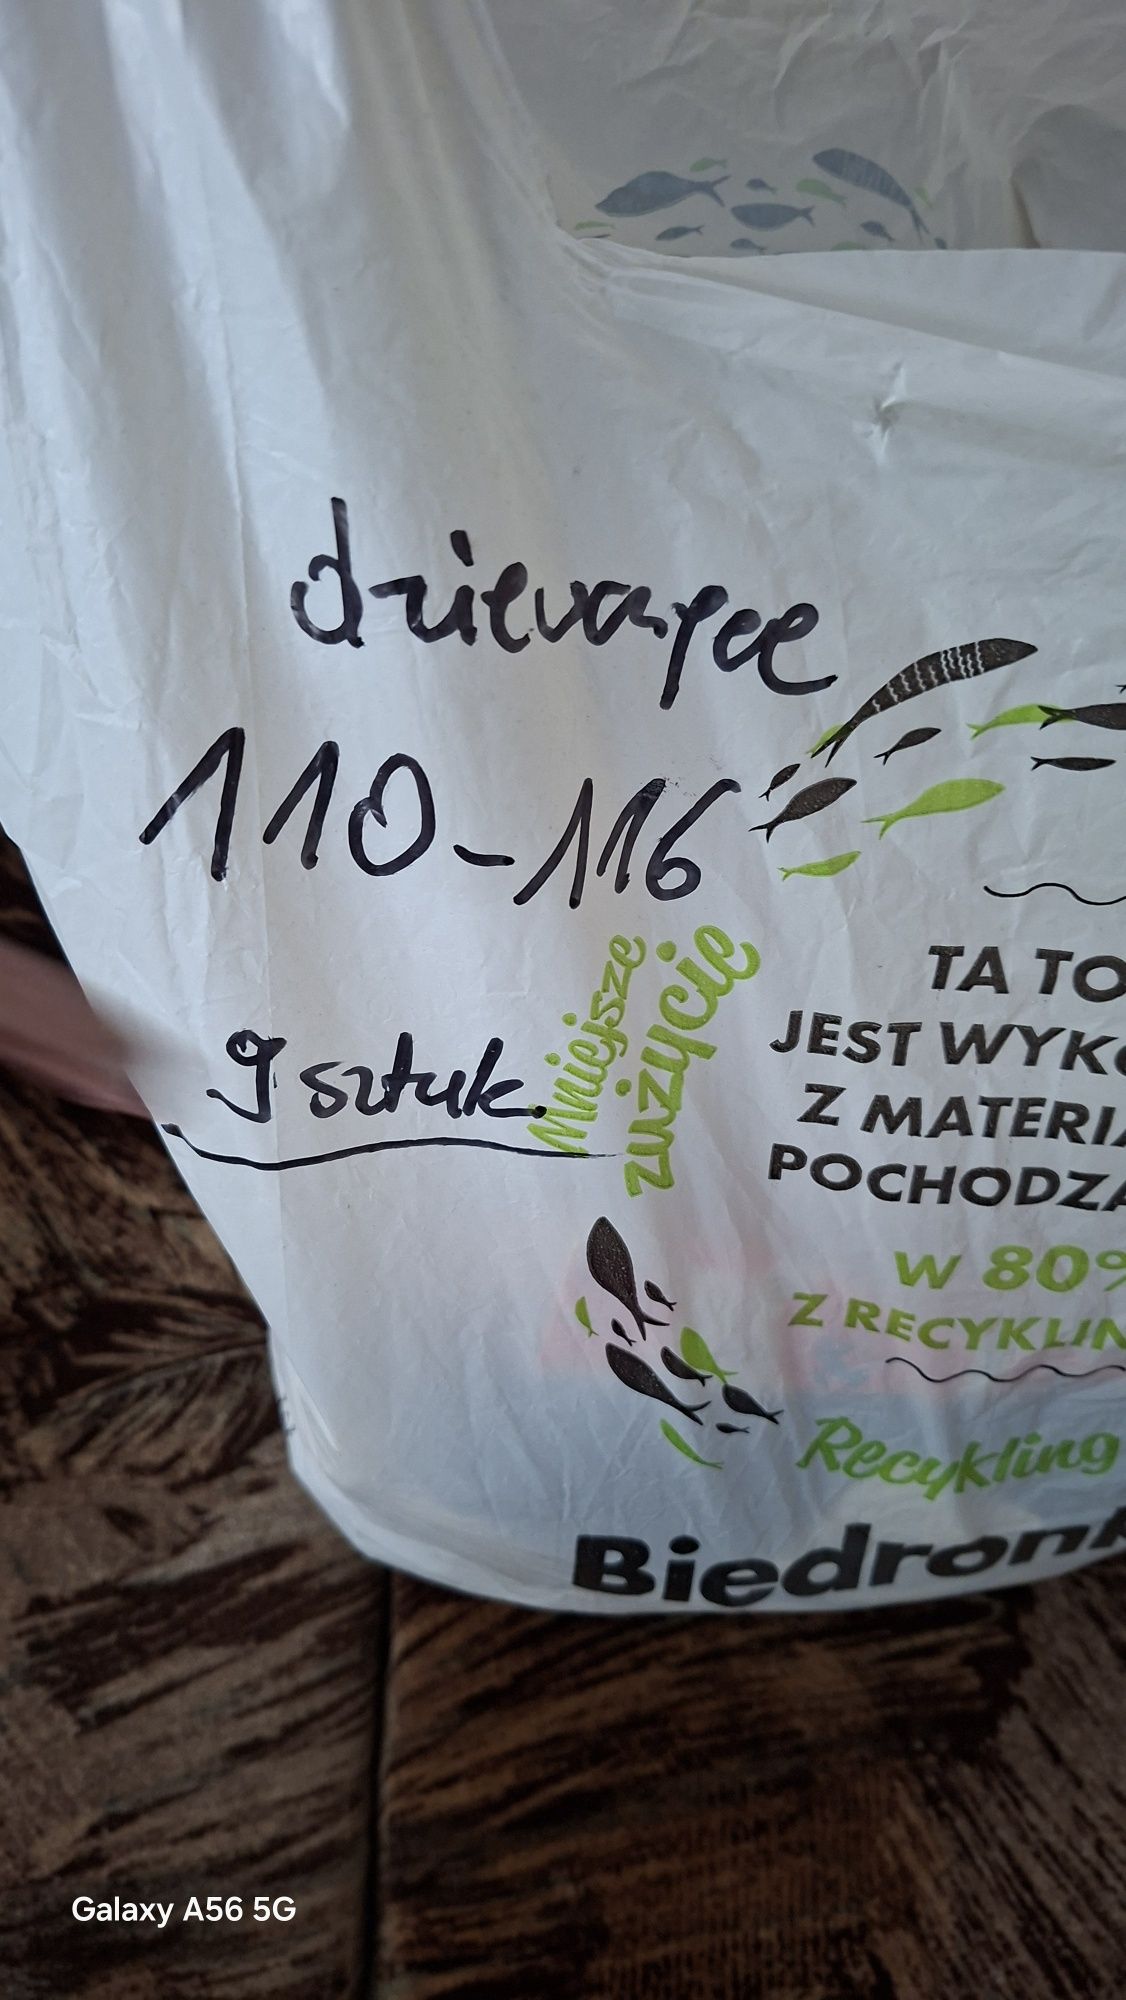 dziewczęce
110-116
9 sztuk.
Mniejsze
zużycie
TA TO
JEST WYKO
Z MATERIA
POCHODZĄ
W 80%
Z RECYKLIN
Recykling
Biedronk
Galaxy A56 5G